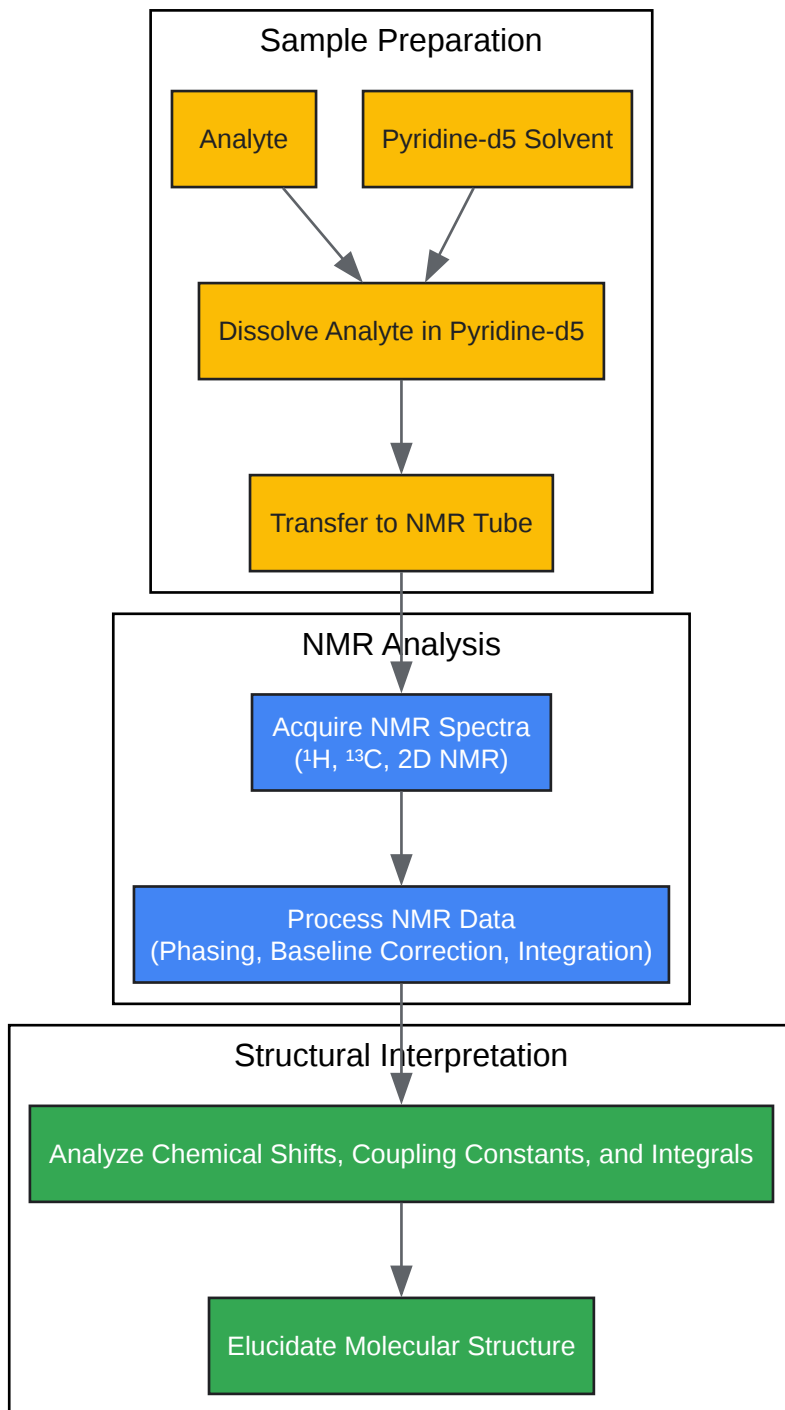 Sample Preparation
Analyte
Pyridine-d5 Solvent
Dissolve Analyte in Pyridine-d5
Transfer to NMR Tube
NMR Analysis
Acquire NMR Spectra
(¹H, ¹³C, 2D NMR)
Process NMR Data
(Phasing, Baseline Correction, Integration)
Structural Interpretation
Analyze Chemical Shifts, Coupling Constants, and Integrals
Elucidate Molecular Structure